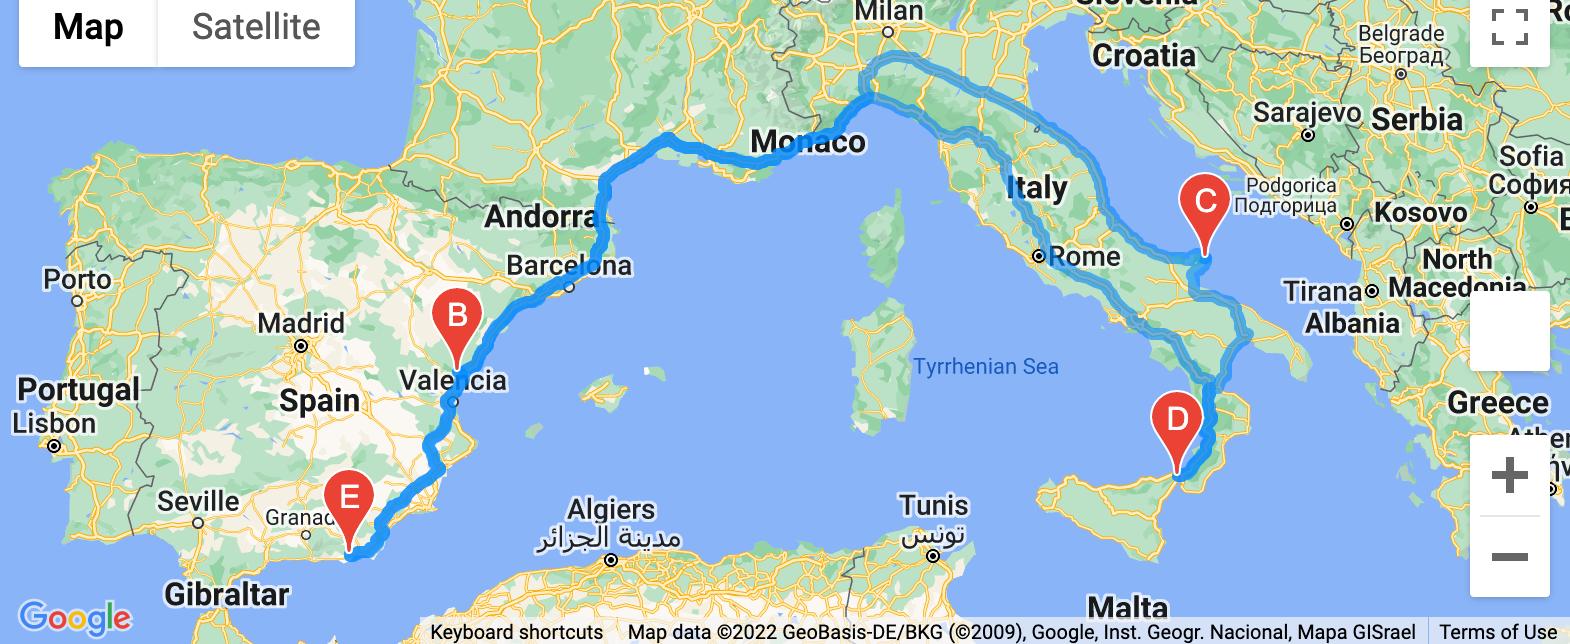 Map
Satellite
Milan
Slovenia
Croatia
Belgrade
Београд
Sarajevo
Serbia
Monaco
Sofia
София
Podgorica
Подгорица
Kosovo
Italy
C
Andorra
Rome
North
Macedonia
Barcelona
Porto
Tirana
Albania
B
Madrid
Valencia
Tyrrhenian Sea
Portugal
Spain
Lisbon
Greece
D
E
Seville
Granad
Algiers
مدينة الجزائر
Tunis
تونس
Gibraltar
Malta
Google
Keyboard shortcuts
Map data ©2022 GeoBasis-DE/BKG (©2009), Google, Inst. Geogr. Nacional, Mapa GISrael
Terms of Use